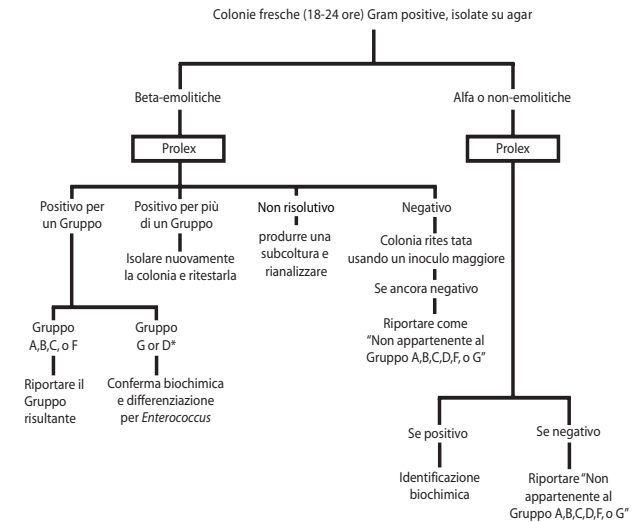 Colonie fresche (18-24 ore) Gram positive, isolate su agar
Beta-emolitiche
Alfa o non-emolitiche
Prolex
Prolex
Positivo per
un Gruppo
Positivo per più
di un Gruppo
Non risolutivo
Negativo
Isolare nuovamente
la colonia e ritestarla
produrre una
subcoltura e
rianalizzare
Colonia rites tata
usando un inoculo maggiore
Se ancora negativo
Riportare come
“Non appartenente al
Gruppo A,B,C,D,F, o G”
Gruppo
A,B,C, o F
Gruppo
G or D*
Riportare il
Gruppo
risultante
Conferma biochimica
e differenziazione
per Enterococcus
Se positivo
Se negativo
Identificazione
biochimica
Riportare “Non
appartenente al
Gruppo A,B,C,D,F, o G”